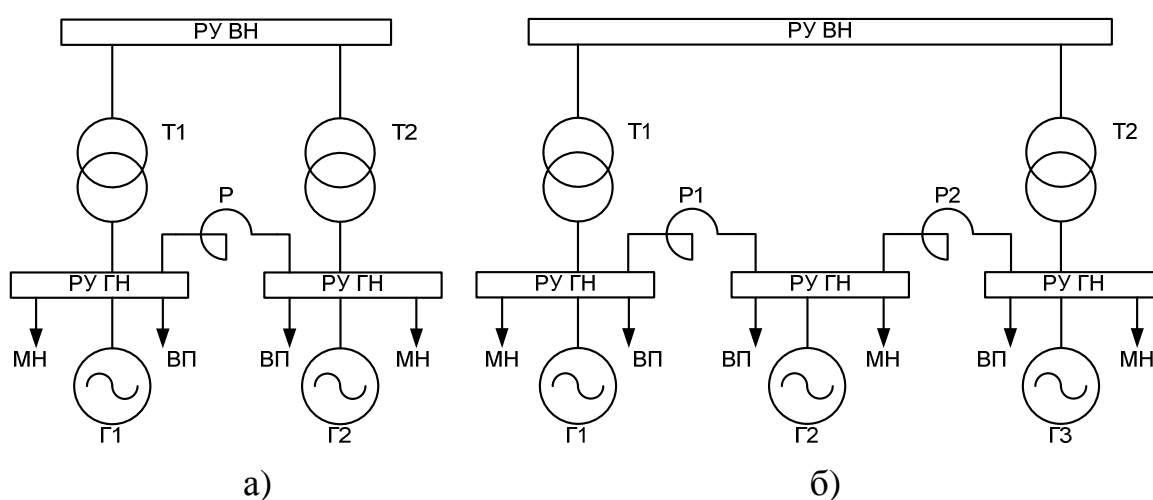 РУ ВН РУ ВН
Т1 Т2 Т1 Т2
Р Р1 Р2
РУ ГН РУ ГН РУ ГН РУ ГН РУ ГН
МН ВП ВП МН МН ВП ВП МН ВП МН
Г1 Г2 Г1 Г2 Г3
а) б)